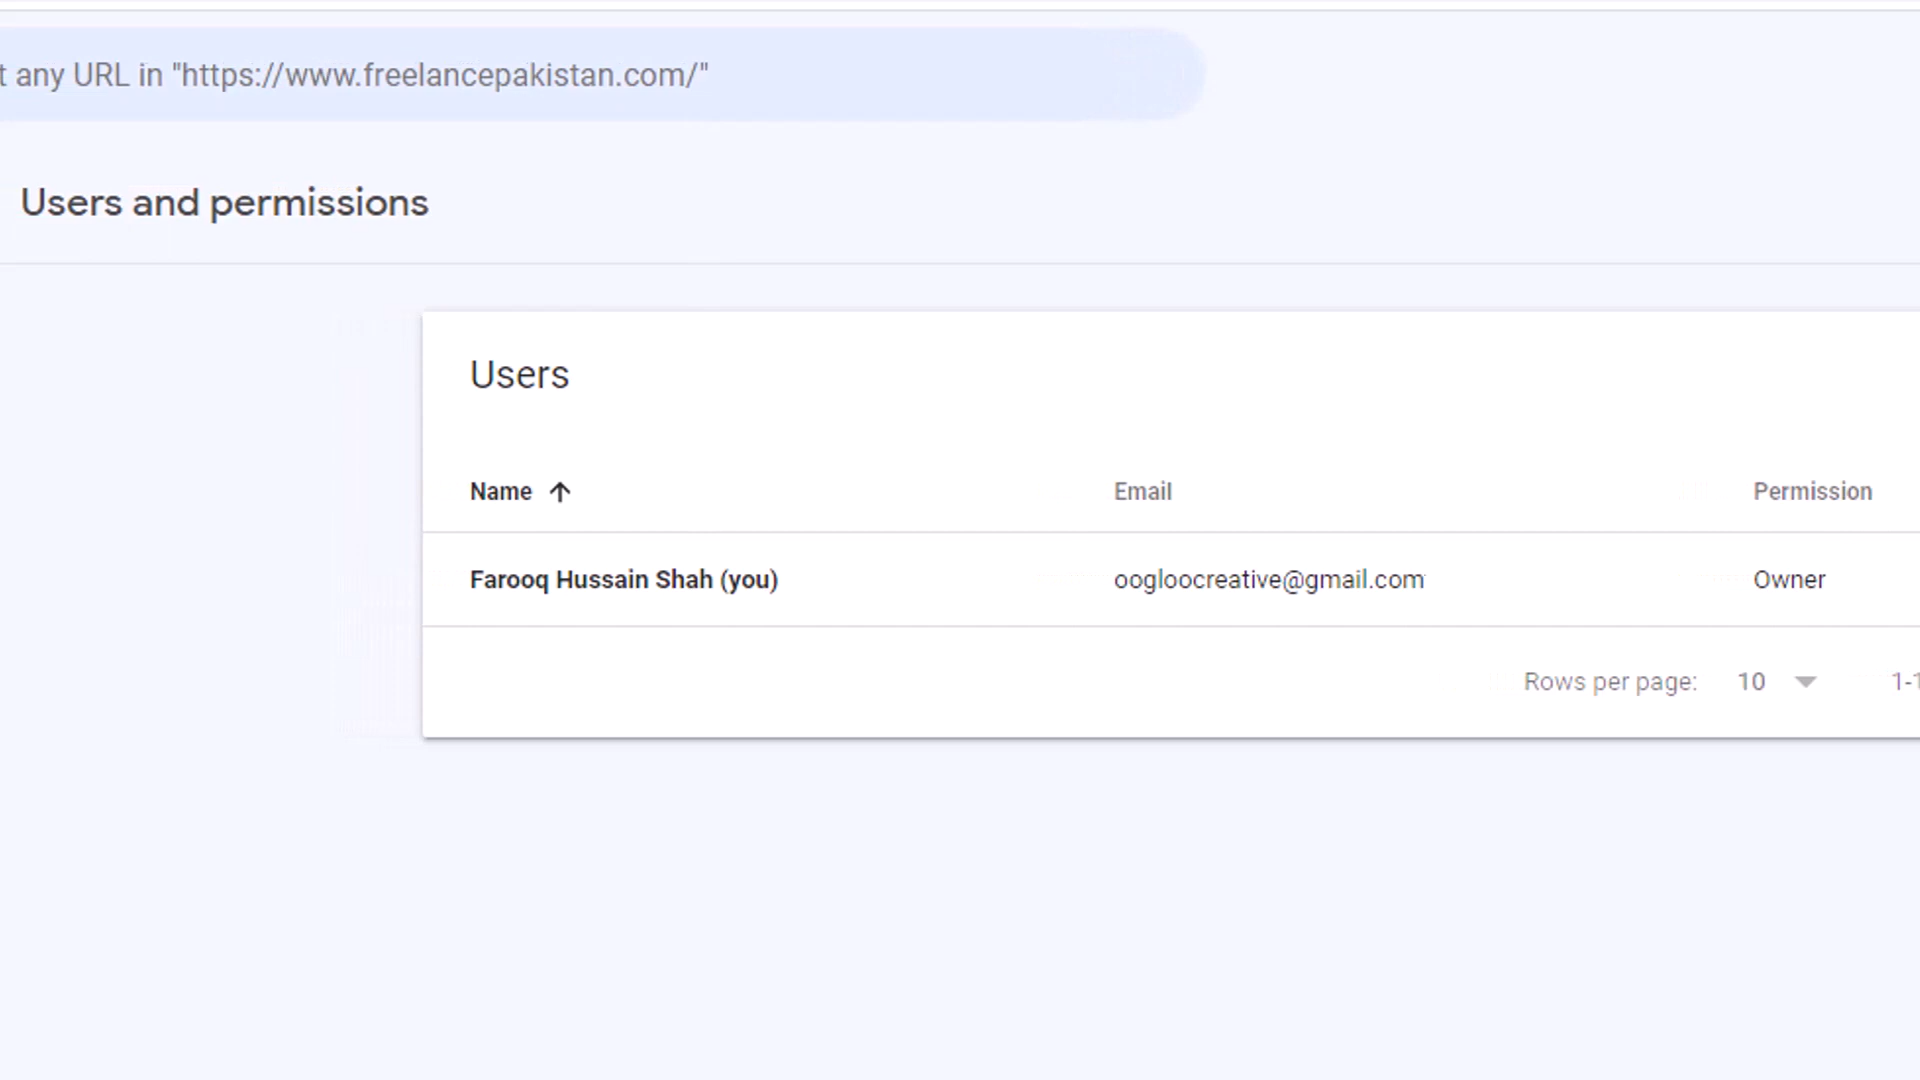 t any URL in "https://www.freelancepakistan.com/"
Users and permissions
Users
Name Email Permission
Farooq Hussain Shah (you) oogloocreative@gmail.com Owner
Rows per page: 10 1-1